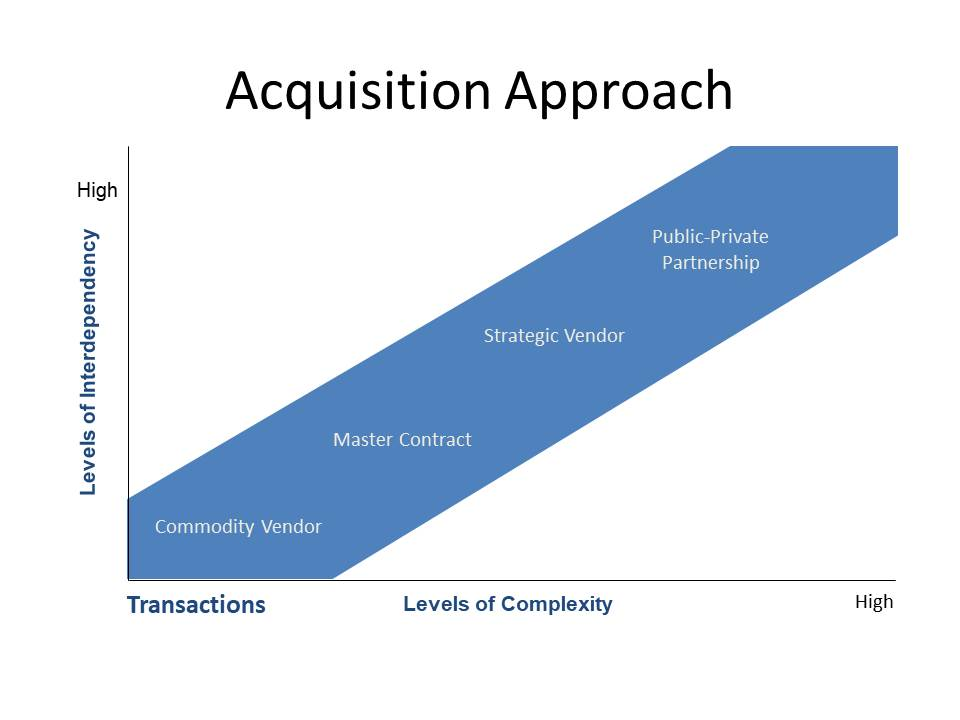 Acquisition Approach
High
Levels of Interdependency
Public-Private
Partnership
Strategic Vendor
Master Contract
Commodity Vendor
Transactions
Levels of Complexity
High